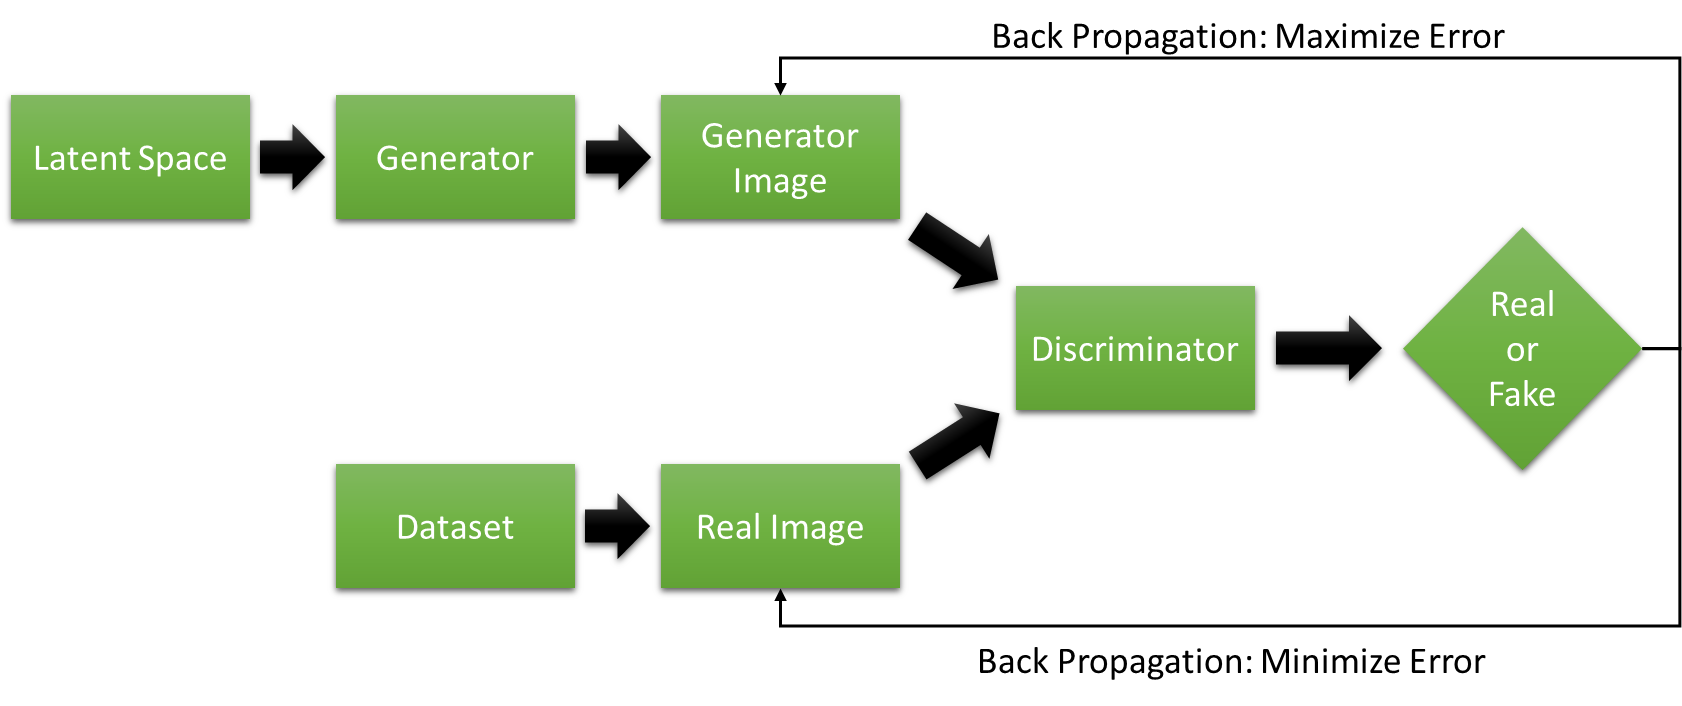 Back Propagation: Maximize Error
Latent Space
Generator
Generator
Image
Discriminator
Real
or
Fake
Dataset
Real Image
Back Propagation: Minimize Error